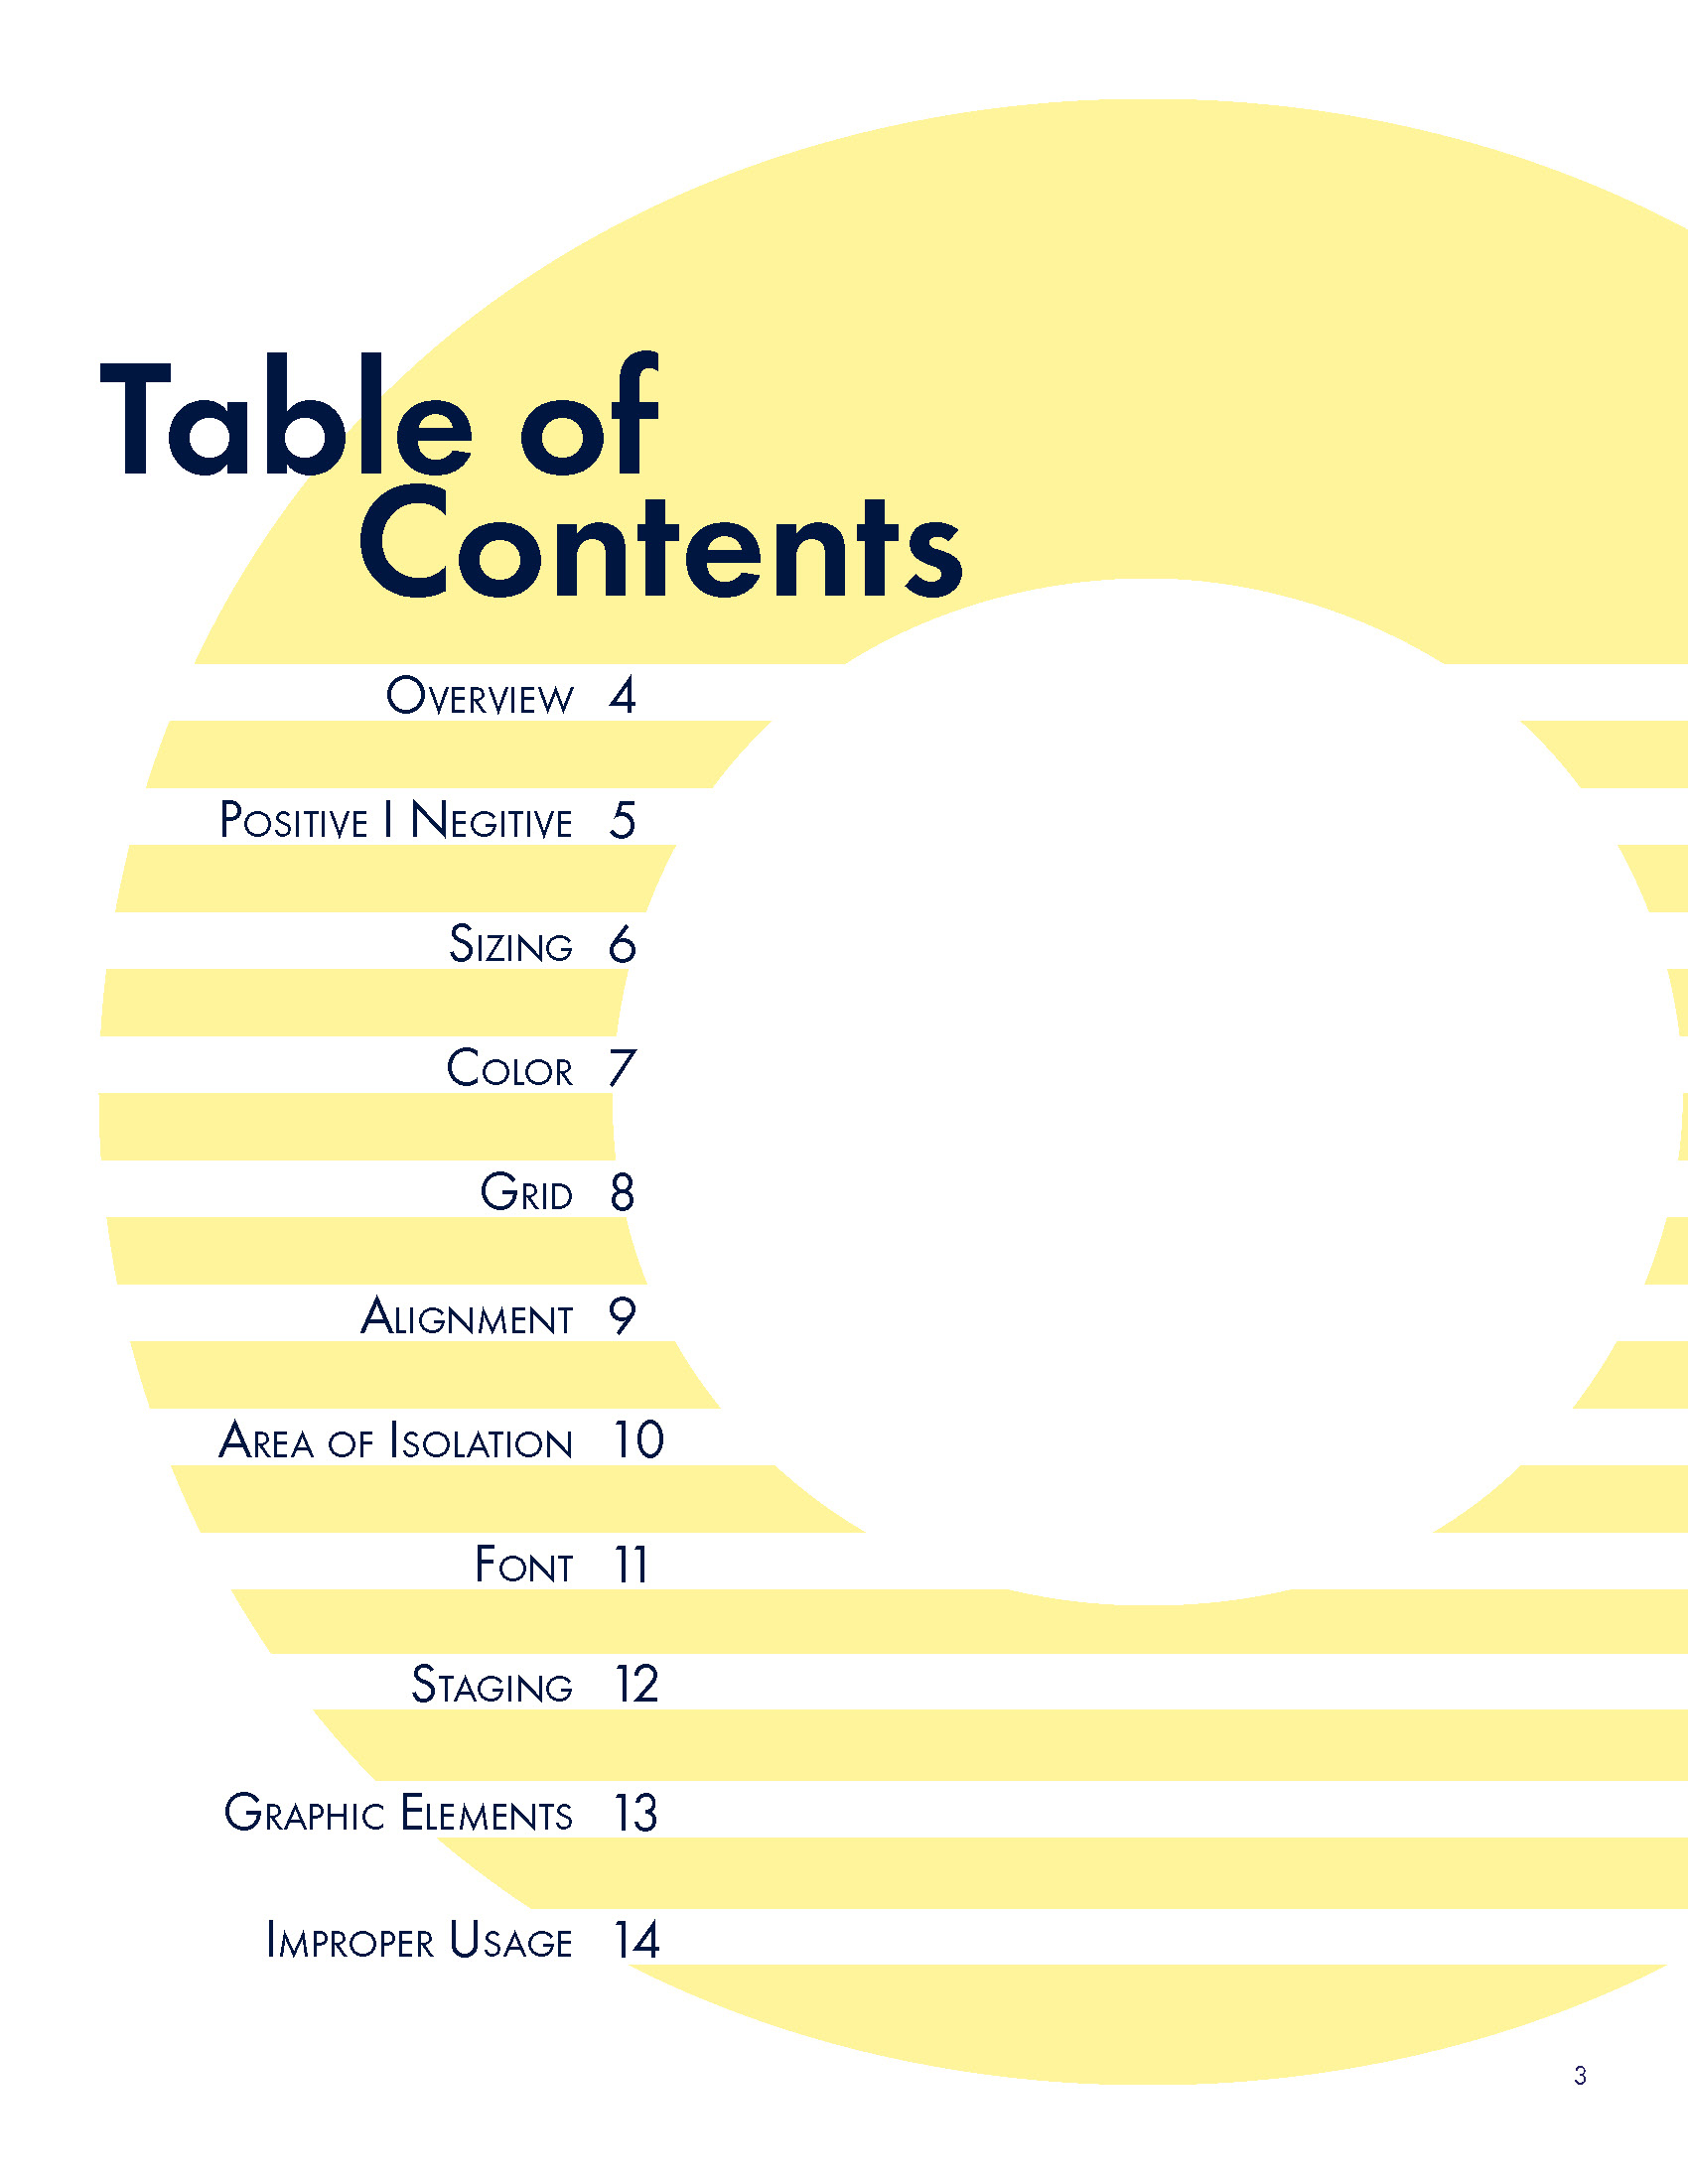 Table of
Contents
Overview 4
Positive | Negitive 5
Sizing 6
Color 7
Grid 8
Alignment 9
Area of Isolation 10
Font 11
Staging 12
Graphic Elements 13
Improper Usage 14
3